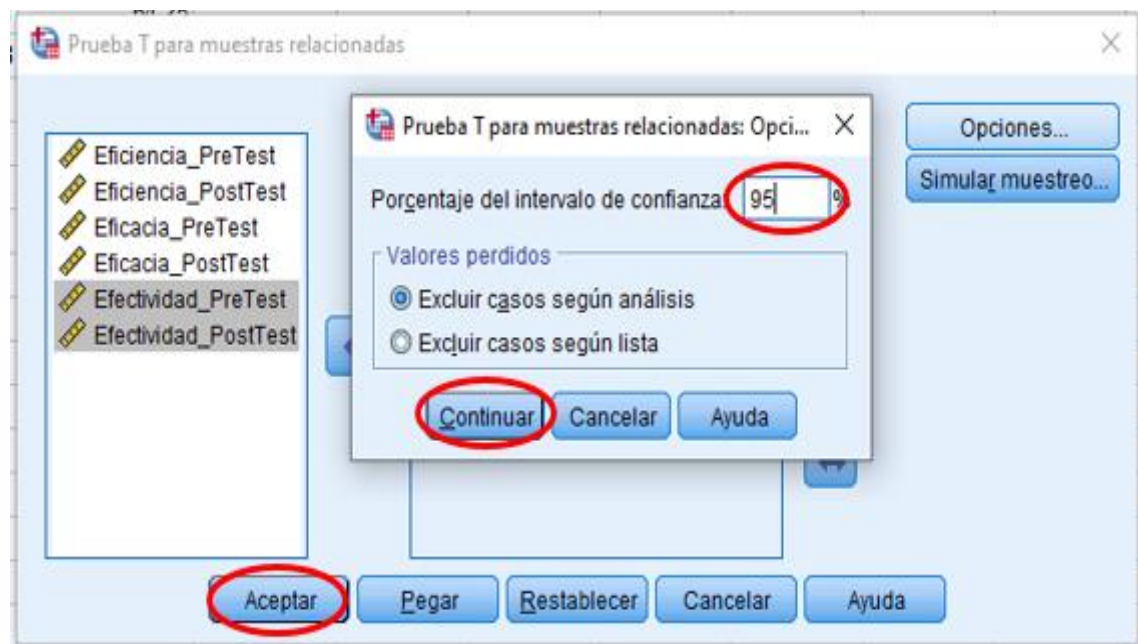 Prueba T para muestras relacionadas
Prueba T para muestras relacionadas: Opci...
Opciones...
Simular muestreo...
Eficiencia_PreTest
Eficiencia_PostTest
Eficacia_PreTest
Eficacia_PostTest
Efectividad_PreTest
Efectividad_PostTest
Porcentaje del intervalo de confianza: 95 %
Valores perdidos
Excluir casos según análisis
Excluir casos según lista
Continuar Cancelar Ayuda
Aceptar Pegar Restablecer Cancelar Ayuda